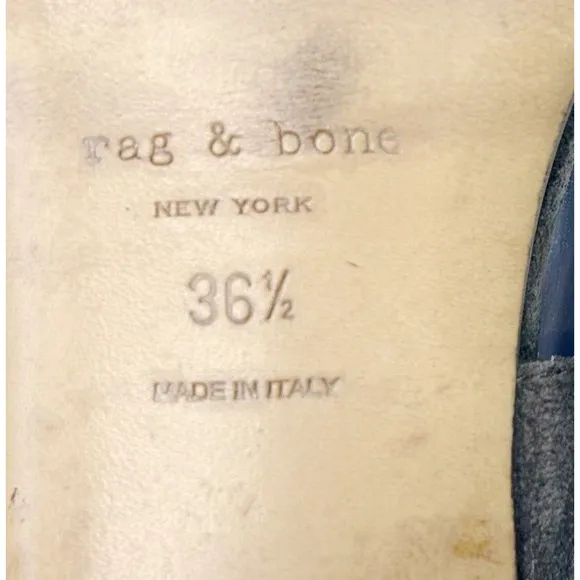 rag & bone
NEW YORK
36½
MADE IN ITALY